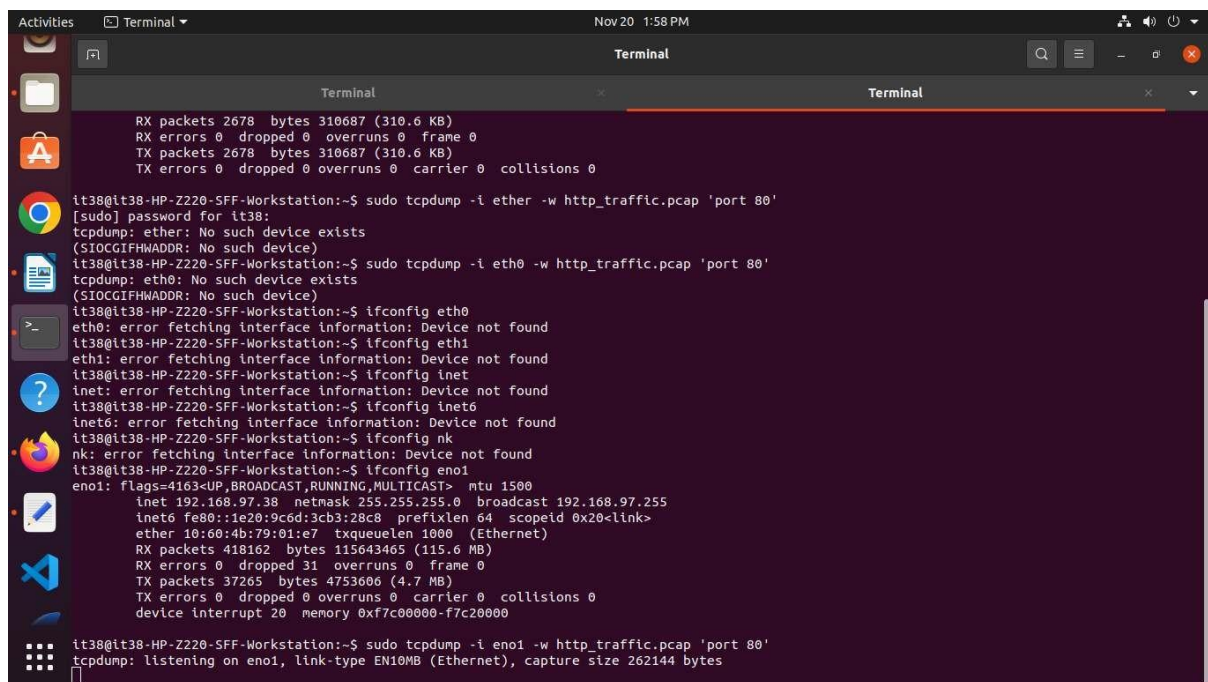 Activities Terminal Nov 20 1:58 PM
Terminal
Terminal Terminal
RX packets 2678 bytes 310687 (310.6 KB)
RX errors 0 dropped 0 overruns 0 frame 0
TX packets 2678 bytes 310687 (310.6 KB)
TX errors 0 dropped 0 overruns 0 carrier 0 collisions 0
it38@it38-HP-Z220-SFF-Workstation:~$ sudo tcpdump -i ether -w http_traffic.pcap 'port 80'
[sudo] password for it38:
tcpdump: ether: No such device exists
(SIOCGIFHWADDR: No such device)
it38@it38-HP-Z220-SFF-Workstation:~$ sudo tcpdump -i eth0 -w http_traffic.pcap 'port 80'
tcpdump: eth0: No such device exists
(SIOCGIFHWADDR: No such device)
it38@it38-HP-Z220-SFF-Workstation:~$ ifconfig eth0
eth0: error fetching interface information: Device not found
it38@it38-HP-Z220-SFF-Workstation:~$ ifconfig eth1
eth1: error fetching interface information: Device not found
it38@it38-HP-Z220-SFF-Workstation:~$ ifconfig inet
inet: error fetching interface information: Device not found
it38@it38-HP-Z220-SFF-Workstation:~$ ifconfig inet6
inet6: error fetching interface information: Device not found
it38@it38-HP-Z220-SFF-Workstation:~$ ifconfig nk
nk: error fetching interface information: Device not found
it38@it38-HP-Z220-SFF-Workstation:~$ ifconfig eno1
eno1: flags=4163<UP,BROADCAST,RUNNING,MULTICAST> mtu 1500
inet 192.168.97.38 netmask 255.255.255.0 broadcast 192.168.97.255
inet6 fe80::1e20:9c6d:3cb3:28c8 prefixlen 64 scopeid 0x20<link>
ether 10:60:4b:79:01:e7 txqueuelen 1000 (Ethernet)
RX packets 418162 bytes 115643465 (115.6 MB)
RX errors 0 dropped 31 overruns 0 frame 0
TX packets 37265 bytes 4753606 (4.7 MB)
TX errors 0 dropped 0 overruns 0 carrier 0 collisions 0
device interrupt 20 memory 0xf7c00000-f7c20000
it38@it38-HP-Z220-SFF-Workstation:~$ sudo tcpdump -i eno1 -w http_traffic.pcap 'port 80'
tcpdump: listening on eno1, link-type EN10MB (Ethernet), capture size 262144 bytes